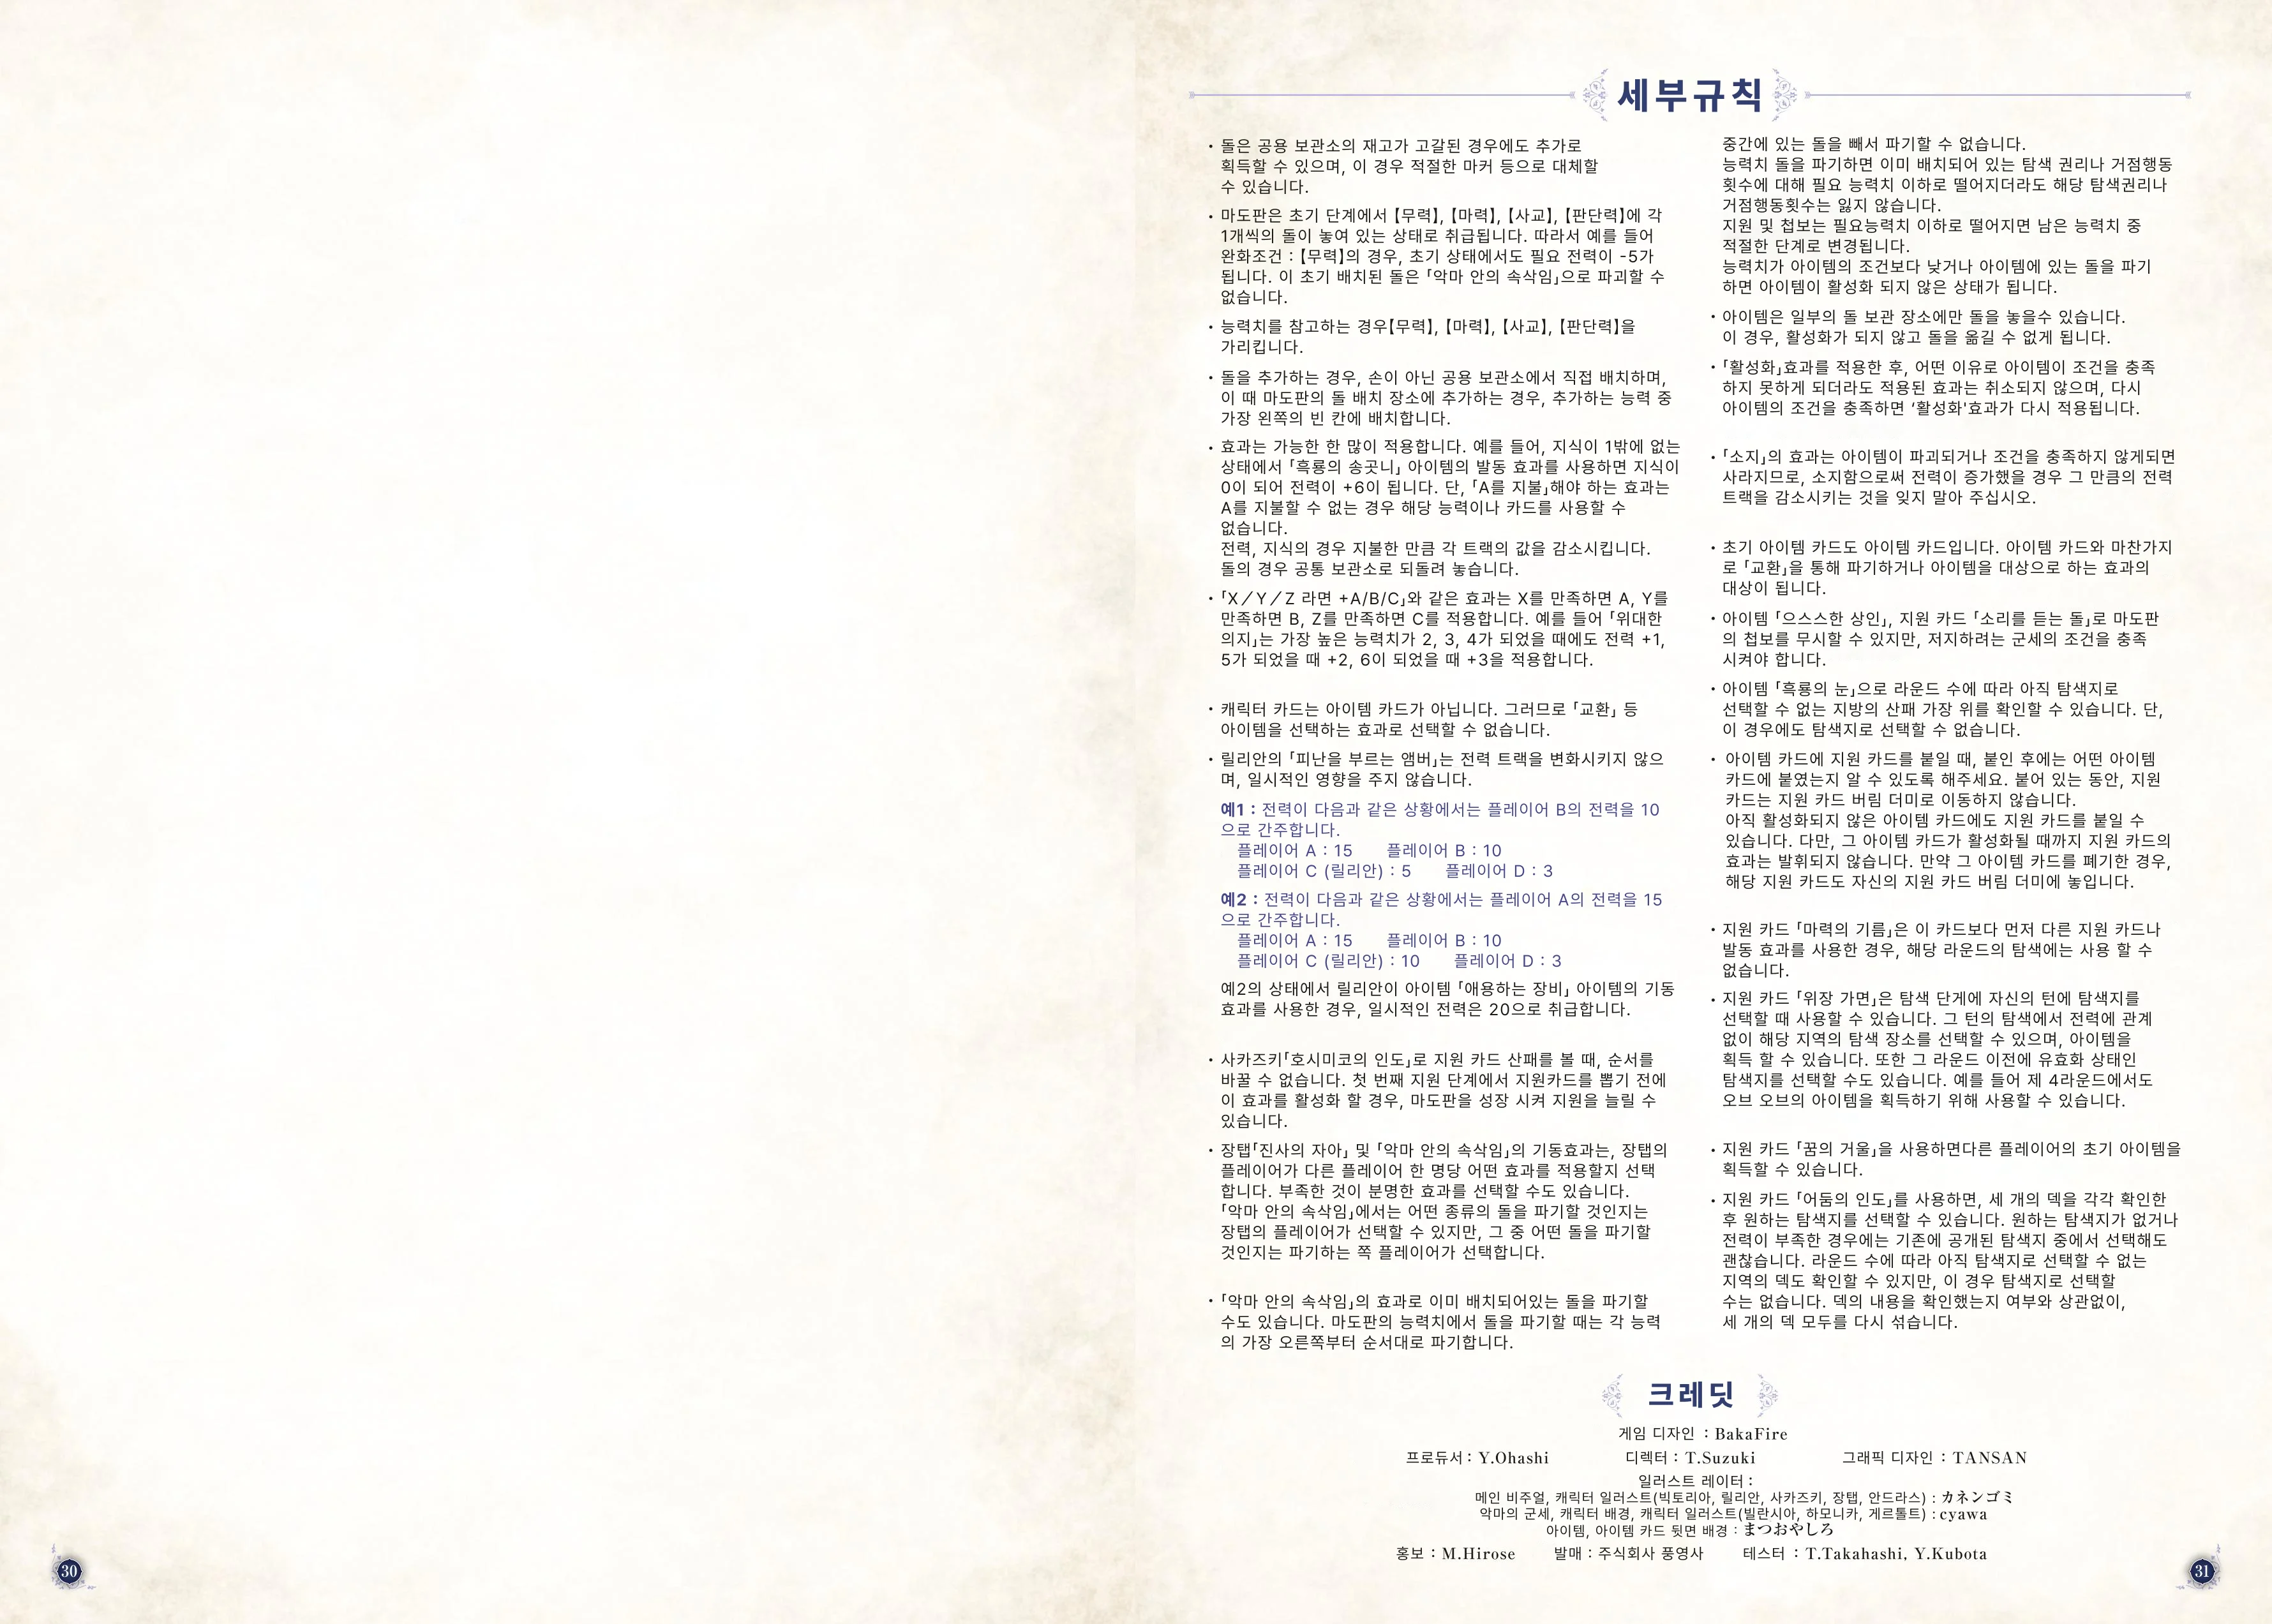 세부규칙
• 돌은 공용 보관소의 재고가 고갈된 경우에도 추가로
획득할 수 있으며, 이 경우 적절한 마커 등으로 대체할
수 있습니다.
• 마도판은 초기 단계에서 【무력】, 【마력】, 【사교】, 【판단력】에 각
1개씩의 돌이 놓여 있는 상태로 취급됩니다. 따라서 예를 들어
완화조건 : 【무력】의 경우, 초기 상태에서도 필요 전력이 -5가
됩니다. 이 초기 배치된 돌은 「악마 안의 속삭임」으로 파괴할 수
없습니다.
• 능력치를 참고하는 경우【무력】, 【마력】, 【사교】, 【판단력】을
가리킵니다.
• 돌을 추가하는 경우, 손이 아닌 공용 보관소에서 직접 배치하며,
이 때 마도판의 돌 배치 장소에 추가하는 경우, 추가하는 능력 중
가장 왼쪽의 빈 칸에 배치합니다.
• 효과는 가능한 한 많이 적용합니다. 예를 들어, 지식이 1밖에 없는
상태에서 「흑룡의 송곳니」 아이템의 발동 효과를 사용하면 지식이
0이 되어 전력이 +6이 됩니다. 단, 「A를 지불」해야 하는 효과는
A를 지불할 수 없는 경우 해당 능력이나 카드를 사용할 수
없습니다.
전력, 지식의 경우 지불한 만큼 각 트랙의 값을 감소시킵니다.
돌의 경우 공통 보관소로 되돌려 놓습니다.
• 「X／Y／Z 라면 +A/B/C」와 같은 효과는 X를 만족하면 A, Y를
만족하면 B, Z를 만족하면 C를 적용합니다. 예를 들어 「위대한
의지」는 가장 높은 능력치가 2, 3, 4가 되었을 때에도 전력 +1,
5가 되었을 때 +2, 6이 되었을 때 +3을 적용합니다.
• 캐릭터 카드는 아이템 카드가 아닙니다. 그러므로 「교환」 등
아이템을 선택하는 효과로 선택할 수 없습니다.
• 릴리안의 「피난을 부르는 앰버」는 전력 트랙을 변화시키지 않으
며, 일시적인 영향을 주지 않습니다.
예1 : 전력이 다음과 같은 상황에서는 플레이어 B의 전력을 10
으로 간주합니다.
플레이어 A : 15 플레이어 B : 10
플레이어 C (릴리안) : 5 플레이어 D : 3
예2 : 전력이 다음과 같은 상황에서는 플레이어 A의 전력을 15
으로 간주합니다.
플레이어 A : 15 플레이어 B : 10
플레이어 C (릴리안) : 10 플레이어 D : 3
예2의 상태에서 릴리안이 아이템 「애용하는 장비」 아이템의 기동
효과를 사용한 경우, 일시적인 전력은 20으로 취급합니다.
• 사카즈키「호시미코의 인도」로 지원 카드 산패를 볼 때, 순서를
바꿀 수 없습니다. 첫 번째 지원 단계에서 지원카드를 뽑기 전에
이 효과를 활성화 할 경우, 마도판을 성장 시켜 지원을 늘릴 수
있습니다.
• 장탭「진사의 자아」 및 「악마 안의 속삭임」의 기동효과는, 장탭의
플레이어가 다른 플레이어 한 명당 어떤 효과를 적용할지 선택
합니다. 부족한 것이 분명한 효과를 선택할 수도 있습니다.
「악마 안의 속삭임」에서는 어떤 종류의 돌을 파기할 것인지는
장탭의 플레이어가 선택할 수 있지만, 그 중 어떤 돌을 파기할
것인지는 파기하는 쪽 플레이어가 선택합니다.
• 「악마 안의 속삭임」의 효과로 이미 배치되어있는 돌을 파기할
수도 있습니다. 마도판의 능력치에서 돌을 파기할 때는 각 능력
의 가장 오른쪽부터 순서대로 파기합니다.
중간에 있는 돌을 빼서 파기할 수 없습니다.
능력치 돌을 파기하면 이미 배치되어 있는 탐색 권리나 거점행동
횟수에 대해 필요 능력치 이하로 떨어지더라도 해당 탐색권리나
거점행동횟수는 잃지 않습니다.
지원 및 첩보는 필요능력치 이하로 떨어지면 남은 능력치 중
적절한 단계로 변경됩니다.
능력치가 아이템의 조건보다 낮거나 아이템에 있는 돌을 파기
하면 아이템이 활성화 되지 않은 상태가 됩니다.
• 아이템은 일부의 돌 보관 장소에만 돌을 놓을수 있습니다.
이 경우, 활성화가 되지 않고 돌을 옮길 수 없게 됩니다.
• 「활성화」효과를 적용한 후, 어떤 이유로 아이템이 조건을 충족
하지 못하게 되더라도 적용된 효과는 취소되지 않으며, 다시
아이템의 조건을 충족하면 ‘활성화'효과가 다시 적용됩니다.
• 「소지」의 효과는 아이템이 파괴되거나 조건을 충족하지 않게되면
사라지므로, 소지함으로써 전력이 증가했을 경우 그 만큼의 전력
트랙을 감소시키는 것을 잊지 말아 주십시오.
• 초기 아이템 카드도 아이템 카드입니다. 아이템 카드와 마찬가지
로 「교환」을 통해 파기하거나 아이템을 대상으로 하는 효과의
대상이 됩니다.
• 아이템 「으스스한 상인」, 지원 카드 「소리를 듣는 돌」로 마도판
의 첩보를 무시할 수 있지만, 저지하려는 군세의 조건을 충족
시켜야 합니다.
• 아이템 「흑룡의 눈」으로 라운드 수에 따라 아직 탐색지로
선택할 수 없는 지방의 산패 가장 위를 확인할 수 있습니다. 단,
이 경우에도 탐색지로 선택할 수 없습니다.
• 아이템 카드에 지원 카드를 붙일 때, 붙인 후에는 어떤 아이템
카드에 붙였는지 알 수 있도록 해주세요. 붙어 있는 동안, 지원
카드는 지원 카드 버림 더미로 이동하지 않습니다.
아직 활성화되지 않은 아이템 카드에도 지원 카드를 붙일 수
있습니다. 다만, 그 아이템 카드가 활성화될 때까지 지원 카드의
효과는 발휘되지 않습니다. 만약 그 아이템 카드를 폐기한 경우,
해당 지원 카드도 자신의 지원 카드 버림 더미에 놓입니다.
• 지원 카드 「마력의 기름」은 이 카드보다 먼저 다른 지원 카드나
발동 효과를 사용한 경우, 해당 라운드의 탐색에는 사용 할 수
없습니다.
• 지원 카드 「위장 가면」은 탐색 단게에 자신의 턴에 탐색지를
선택할 때 사용할 수 있습니다. 그 턴의 탐색에서 전력에 관계
없이 해당 지역의 탐색 장소를 선택할 수 있으며, 아이템을
획득 할 수 있습니다. 또한 그 라운드 이전에 유효화 상태인
탐색지를 선택할 수도 있습니다. 예를 들어 제 4라운드에서도
오브 오브의 아이템을 획득하기 위해 사용할 수 있습니다.
• 지원 카드 「꿈의 거울」을 사용하면다른 플레이어의 초기 아이템을
획득할 수 있습니다.
• 지원 카드 「어둠의 인도」를 사용하면, 세 개의 덱을 각각 확인한
후 원하는 탐색지를 선택할 수 있습니다. 원하는 탐색지가 없거나
전력이 부족한 경우에는 기존에 공개된 탐색지 중에서 선택해도
괜찮습니다. 라운드 수에 따라 아직 탐색지로 선택할 수 없는
지역의 덱도 확인할 수 있지만, 이 경우 탐색지로 선택할
수는 없습니다. 덱의 내용을 확인했는지 여부와 상관없이,
세 개의 덱 모두를 다시 섞습니다.
크레딧
게임 디자인 : BakaFire
프로듀서 : Y.Ohashi 디렉터 : T.Suzuki 그래픽 디자인 : TANSAN
일러스트 레이터 :
메인 비주얼, 캐릭터 일러스트(빅토리아, 릴리안, 사카즈키, 장탭, 안드라스) : カネンゴミ
악마의 군세, 캐릭터 배경, 캐릭터 일러스트(빌란시아, 하모니카, 게르톨트) : cyawa
아이템, 아이템 카드 뒷면 배경 : まつおやしろ
홍보 : M.Hirose 발매 : 주식회사 풍영사 테스터 : T.Takahashi, Y.Kubota
30
31